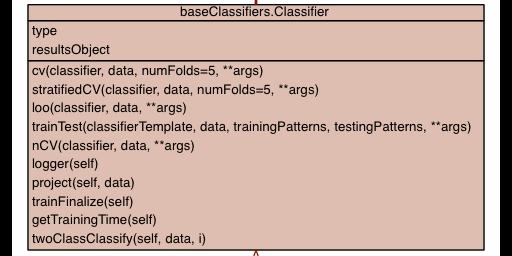 baseClassifiers.Classifier
type
resultsObject
cv(classifier, data, numFolds=5, **args)
stratifiedCV(classifier, data, numFolds=5, **args)
loo(classifier, data, **args)
trainTest(classifierTemplate, data, trainingPatterns, testingPatterns, **args)
nCV(classifier, data, **args)
logger(self)
project(self, data)
trainFinalize(self)
getTrainingTime(self)
twoClassClassify(self, data, i)